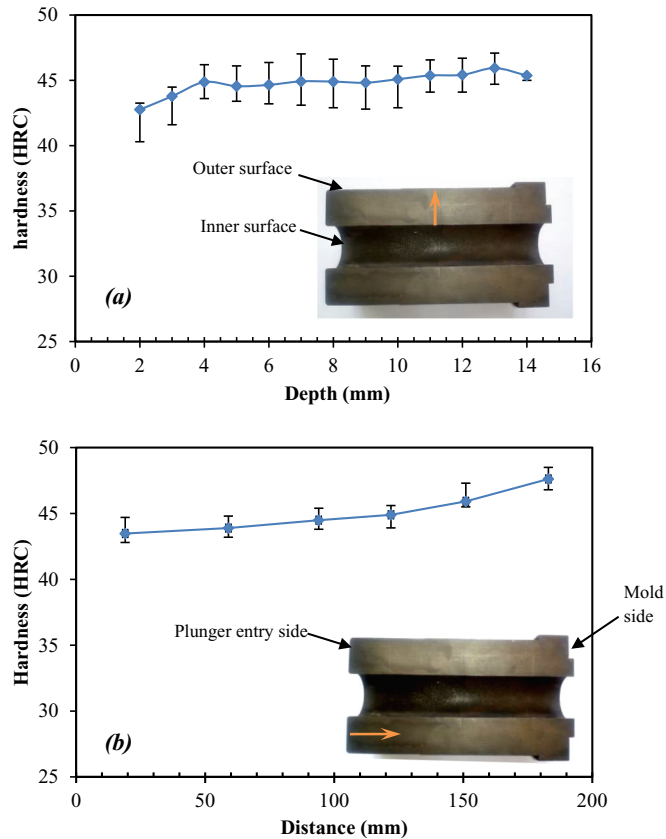 50
45
40
35
30
25
hardness (HRC)
Outer surface
Inner surface
(a)
0 2 4 6 8 10 12 14 16
Depth (mm)
50
45
40
35
30
25
Hardness (HRC)
Mold
side
Plunger entry side
(b)
0 50 100 150 200
Distance (mm)